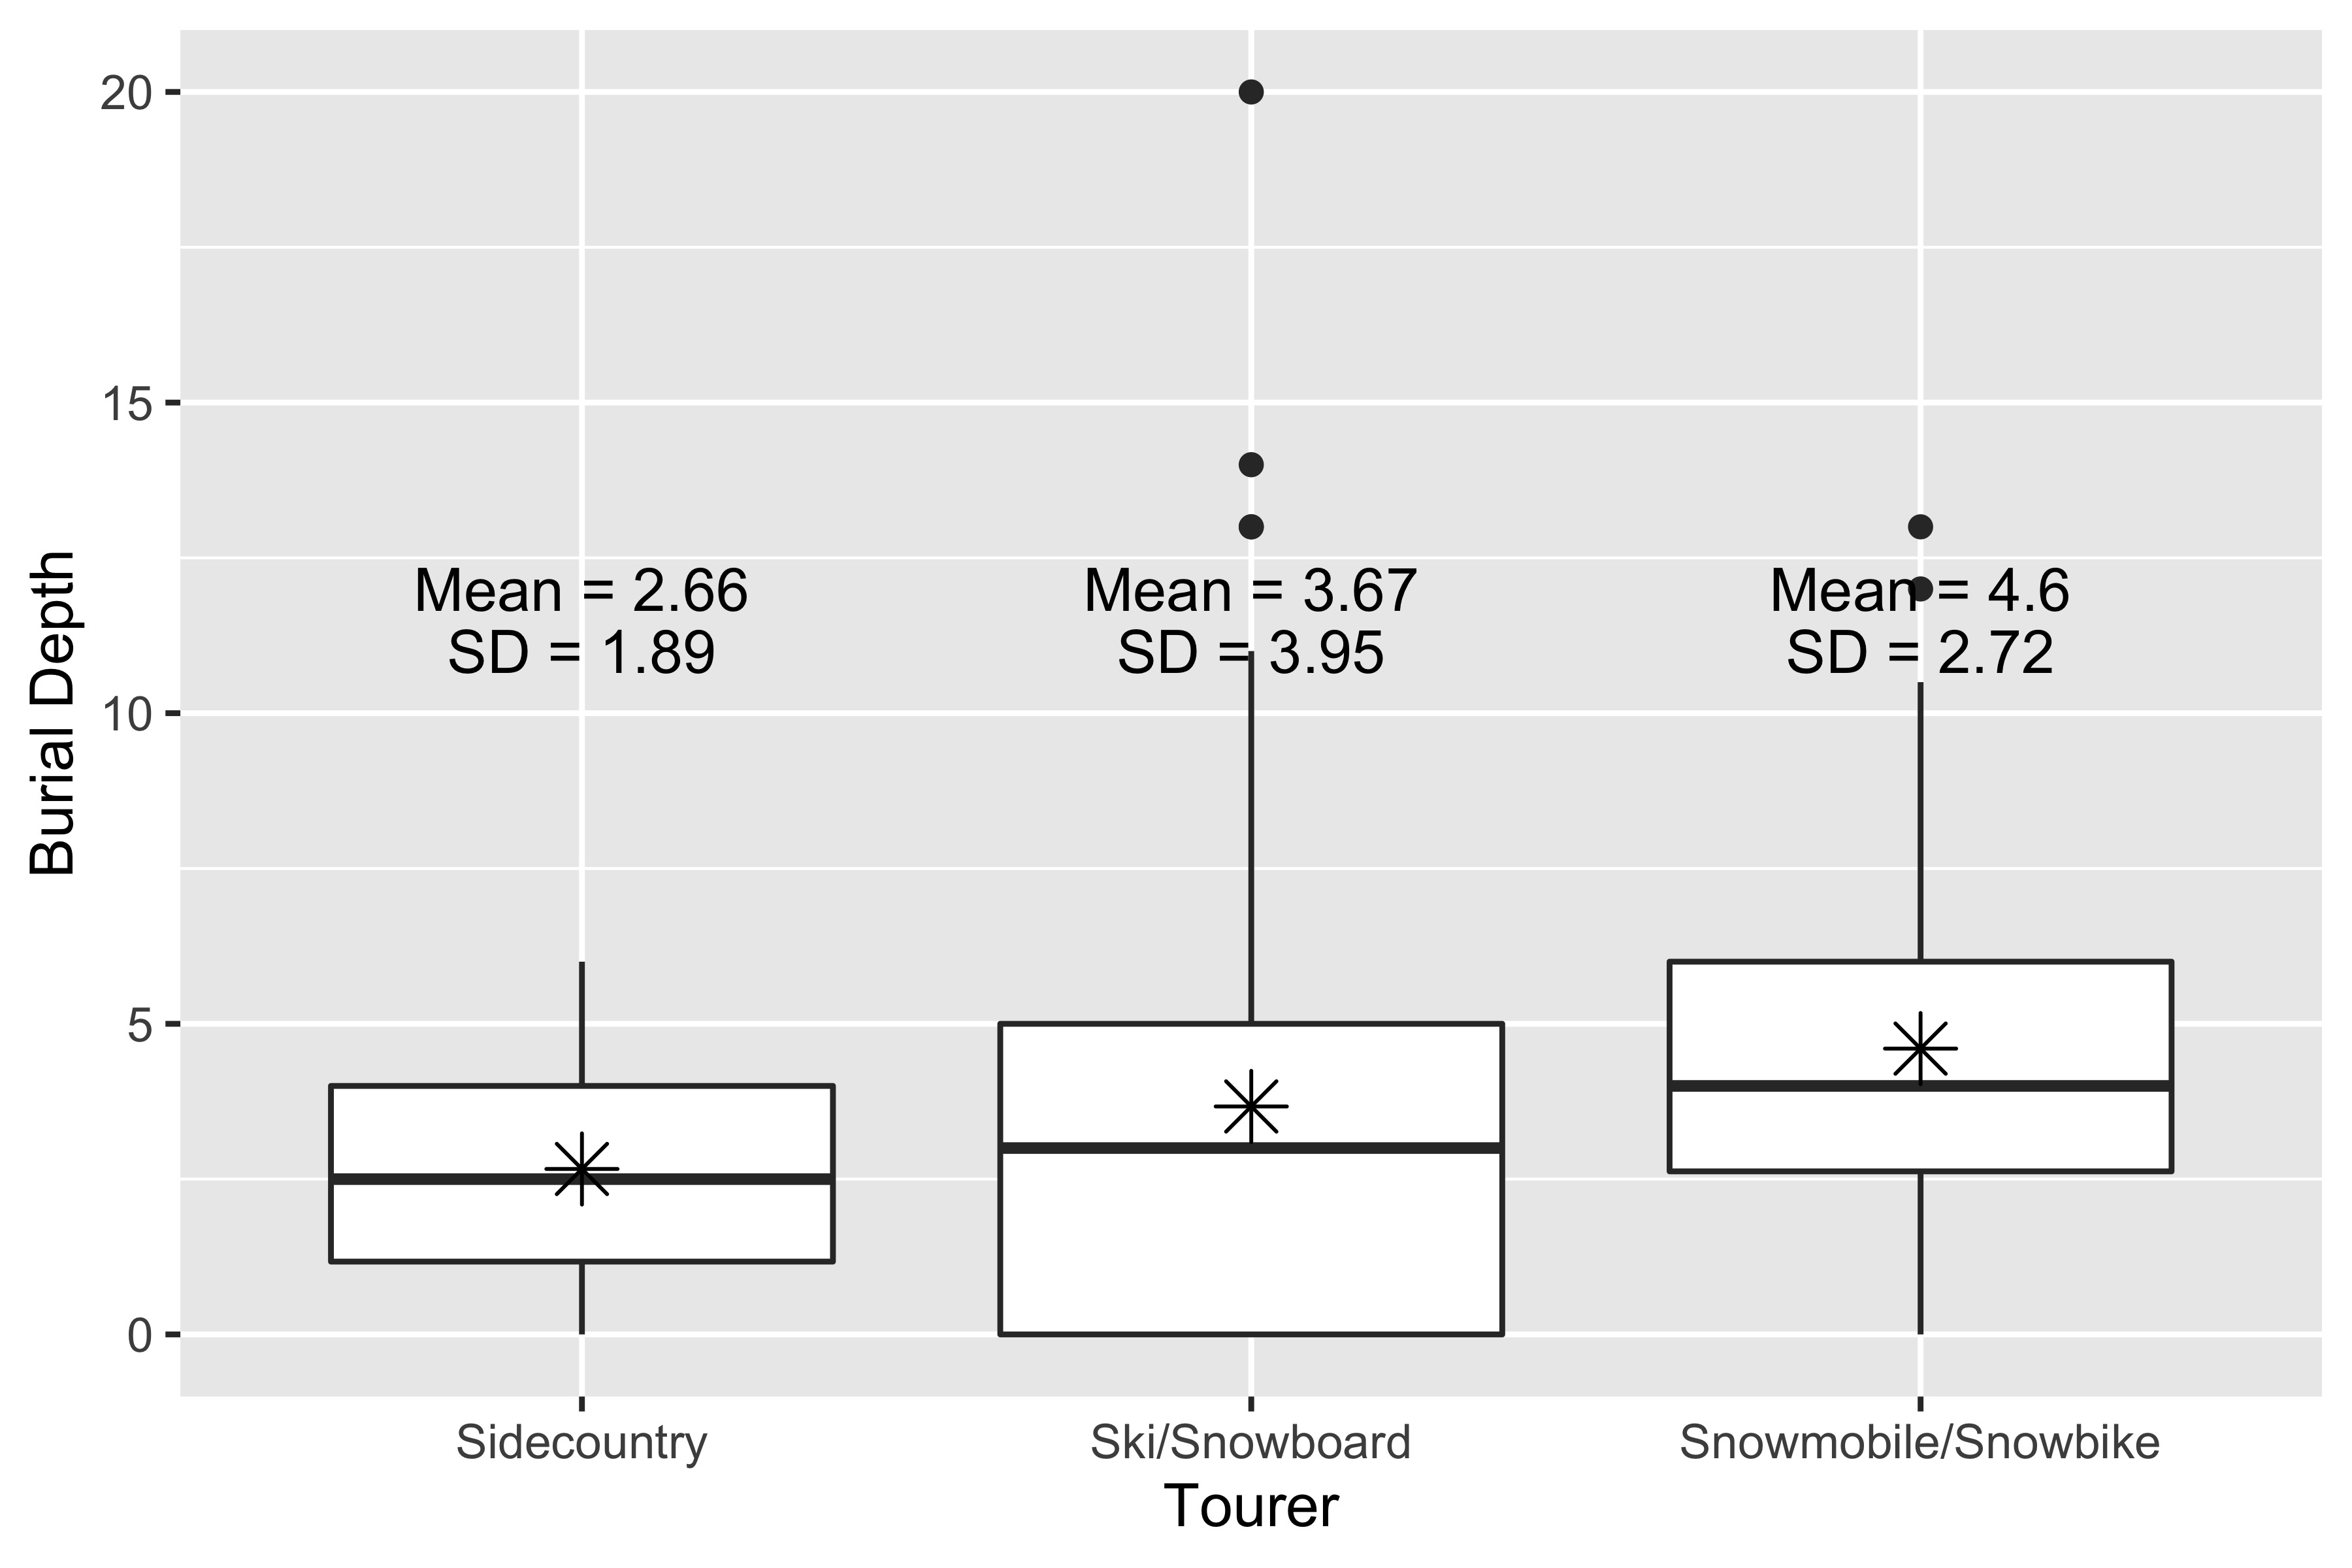 Burial Depth
20
15
10
5
0
Mean = 2.66
SD = 1.89
Mean = 3.67
SD = 3.95
Mean = 4.6
SD = 2.72
Sidecountry
Ski/Snowboard
Snowmobile/Snowbike
Tourer